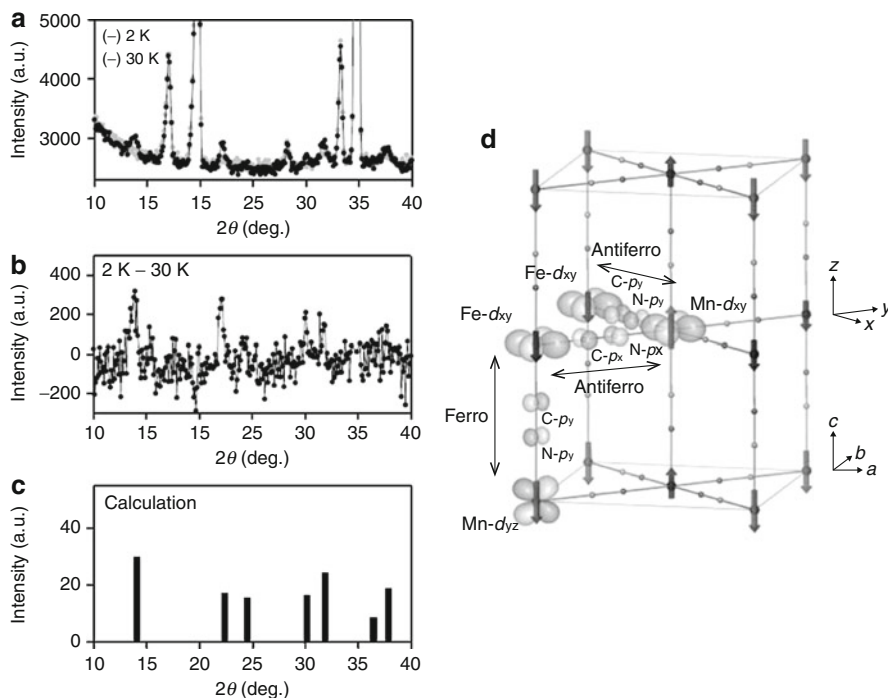 a
5000
4000
3000
Intensity (a.u.)
(–) 2 K
(–) 30 K
10 20 15 25 30 35 40
2θ (deg.)
b
400
200
0
−200
Intensity (a.u.)
2 K – 30 K
10 20 15 25 30 35 40
2θ (deg.)
c
40
20
0
Intensity (a.u.)
Calculation
10 15 20 25 30 35 40
2θ (deg.)
d
Antiferro
Fe-dxy
C-py
N-py
Mn-dxy
Fe-dxy
C-px
N-px
Antiferro
Ferro
C-py
N-py
Mn-dyz
z
y
x
c
b
a